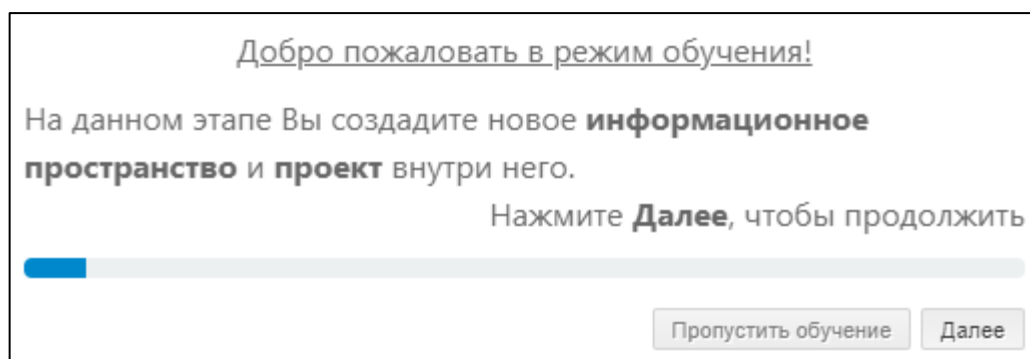 Добро пожаловать в режим обучения!
На данном этапе Вы создадите новое информационное
пространство и проект внутри него.
Нажмите Далее, чтобы продолжить
Пропустить обучение Далее